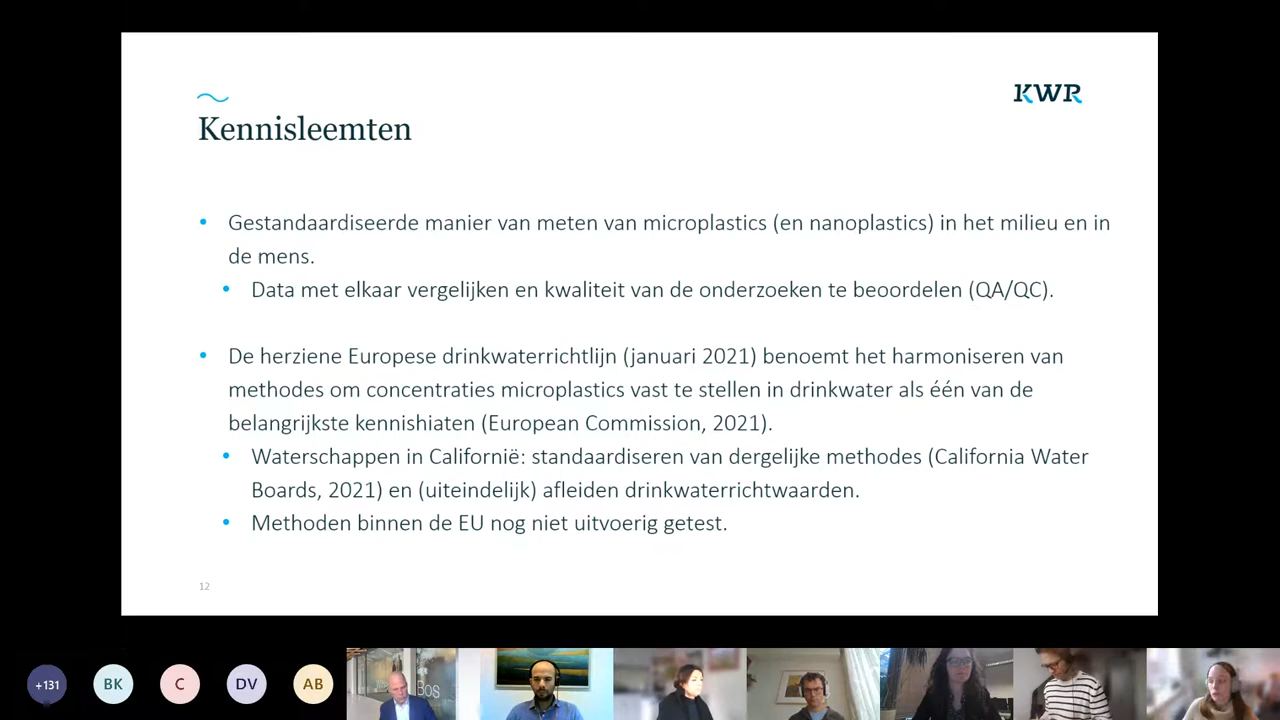 KWR
Kennisleemten
Gestandaardiseerde manier van meten van microplastics (en nanoplastics) in het milieu en in
de mens.
Data met elkaar vergelijken en kwaliteit van de onderzoeken te beoordelen (QA/QC).
De herziene Europese drinkwaterrichtlijn (januari 2021) benoemt het harmoniseren van
methodes om concentraties microplastics vast te stellen in drinkwater als één van de
belangrijkste kennishiaten (European Commission, 2021).
Waterschappen in Californië: standaardiseren van dergelijke methodes (California Water
Boards, 2021) en (uiteindelijk) afleiden drinkwaterrichtwaarden.
Methoden binnen de EU nog niet uitvoerig getest.
12
+131
BK
C
DV
AB
Bos